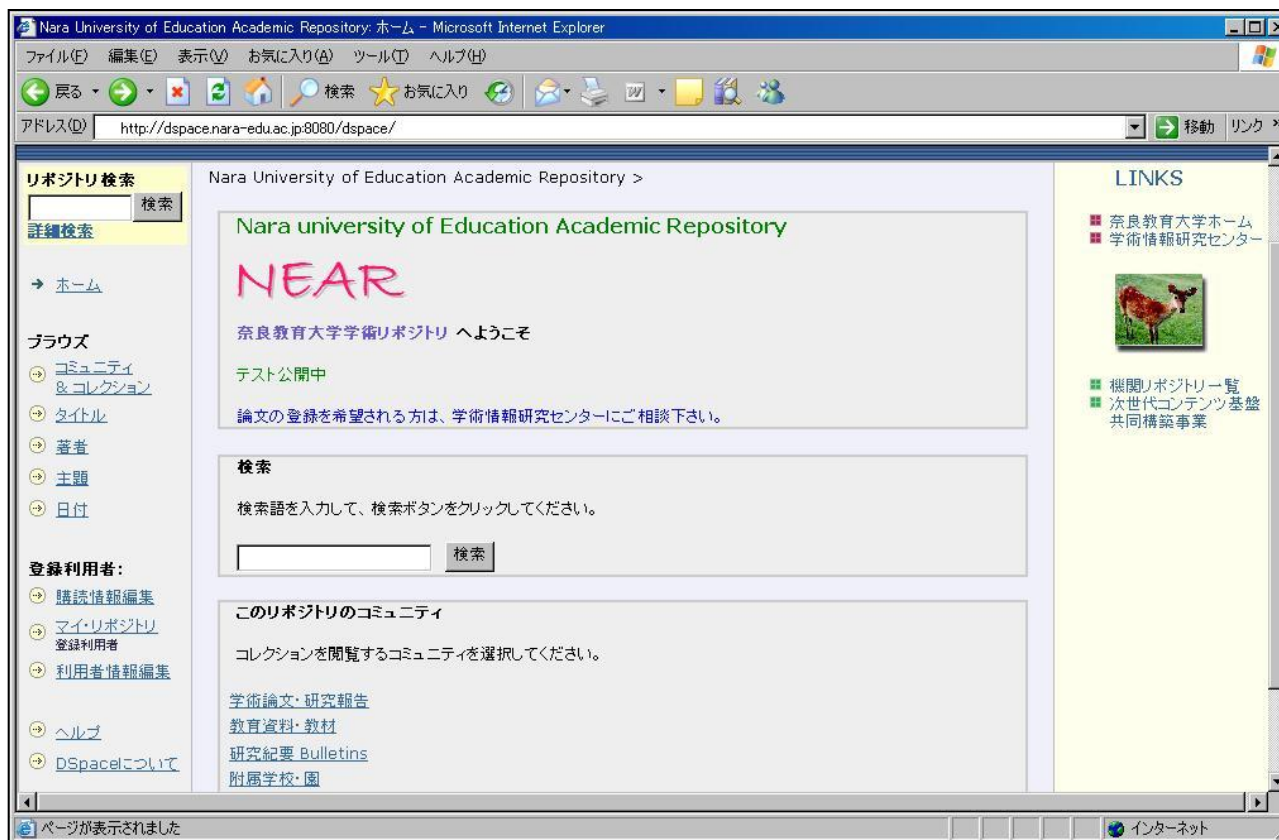 Nara University of Education Academic Repository: ホーム - Microsoft Internet Explorer
ファイル(F) 編集(E) 表示(V) お気に入り(A) ツール(T) ヘルプ(H)
戻る 検索 お気に入り
アドレス(D) http://dspace.nara-edu.ac.jp:8080/dspace/ 移動 リンク »
リポジトリ検索
検索
詳細検索
ホーム
ブラウズ
コミュニティ
& コレクション
タイトル
著者
主題
日付
登録利用者:
購読情報編集
マイ・リポジトリ
登録利用者
利用者情報編集
ヘルプ
DSpaceについて
Nara University of Education Academic Repository >
Nara university of Education Academic Repository
NEAR
奈良教育大学学術リポジトリ へようこそ
テスト公開中
論文の登録を希望される方は、学術情報研究センターにご相談下さい。
検索
検索語を入力して、検索ボタンをクリックしてください。
検索
このリポジトリのコミュニティ
コレクションを閲覧するコミュニティを選択してください。
学術論文・研究報告
教育資料・教材
研究紀要 Bulletins
附属学校・園
LINKS
奈良教育大学ホーム
学術情報研究センター
機関リポジトリ一覧
次世代コンテンツ基盤
共同構築事業
ページが表示されました
インターネット